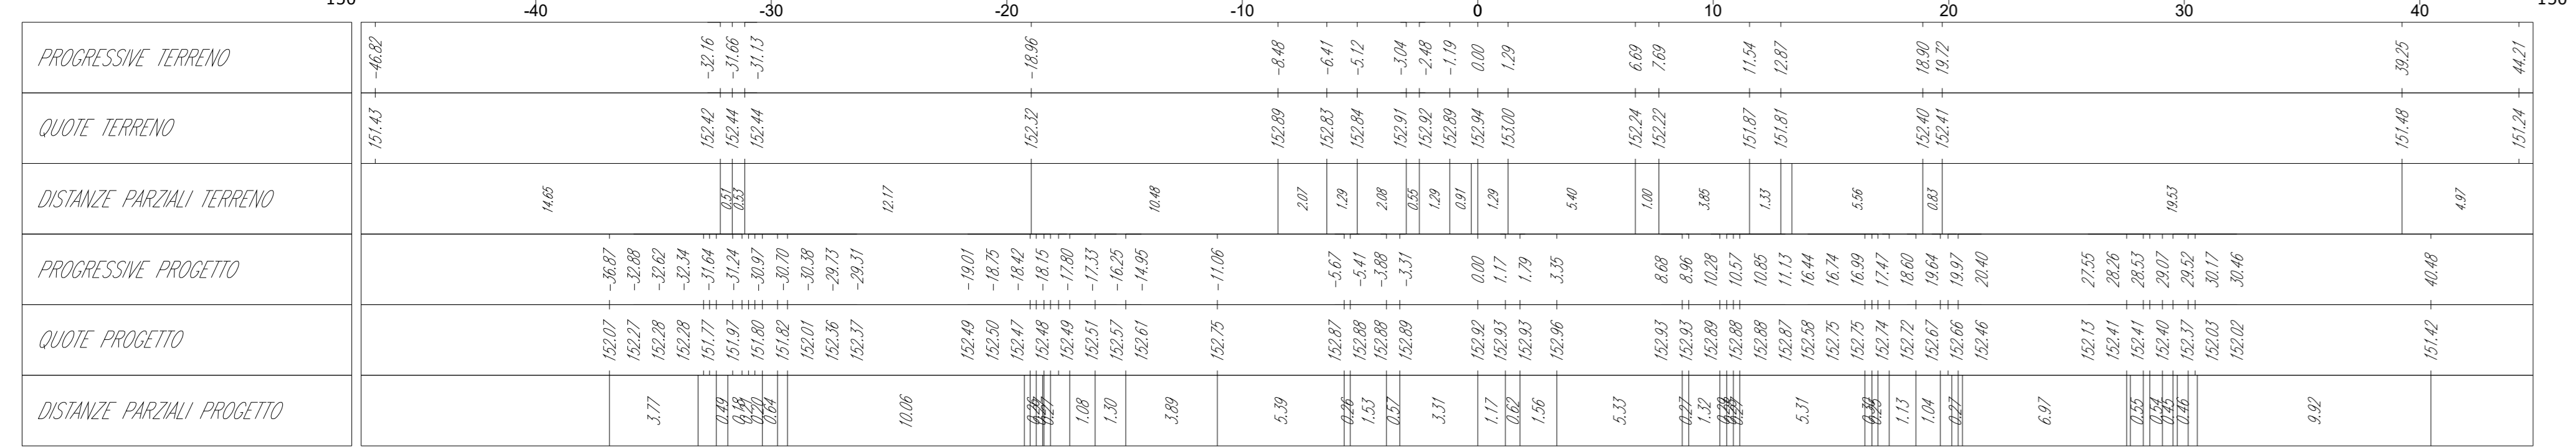 -40 -30 -20 -10 0 10 20 30 40
PROGRESSIVE TERRENO -46.82 -32.16 -31.66 -31.13 -18.96 -8.48 -6.41 -5.12 -3.04 -2.48 -1.19 0.00 1.29 6.69 7.69 11.54 12.87 18.90 19.72 39.25 44.21
QUOTE TERRENO 151.43 152.42 152.44 152.44 152.32 152.89 152.83 152.84 152.91 152.92 152.89 152.94 153.00 152.24 152.22 151.87 151.81 152.40 152.41 151.48 151.24
DISTANZE PARZIALI TERRENO 14.65 0.51 0.53 12.17 10.48 2.07 1.29 2.08 0.55 1.29 0.91 1.29 5.40 1.00 3.85 1.33 5.56 0.83 19.53 4.97
PROGRESSIVE PROGETTO -36.87 -32.88 -32.62 -32.34 -31.64 -31.24 -30.97 -30.70 -30.38 -29.73 -29.31 -19.01 -18.75 -18.42 -18.15 -17.80 -17.33 -16.25 -14.95 -11.06 -5.67 -5.41 -3.88 -3.31 0.00 1.17 1.79 3.35 8.68 8.96 10.28 10.57 10.85 11.13 16.44 16.74 16.99 17.47 18.60 19.64 19.97 20.40 27.55 28.26 28.53 29.07 29.52 30.17 30.46 40.48
QUOTE PROGETTO 152.07 152.27 152.28 152.28 151.77 151.97 151.80 151.82 152.01 152.36 152.37 152.49 152.50 152.47 152.48 152.49 152.51 152.57 152.61 152.75 152.87 152.88 152.88 152.89 152.92 152.93 152.93 152.96 152.93 152.93 152.89 152.88 152.88 152.87 152.58 152.75 152.75 152.74 152.72 152.67 152.66 152.46 152.13 152.41 152.41 152.40 152.37 152.03 152.02 151.42
DISTANZE PARZIALI PROGETTO 3.77 0.49 0.64 10.06 1.08 1.30 3.89 5.39 0.26 1.53 0.57 3.31 1.17 0.62 1.56 5.33 0.27 1.32 5.31 1.13 1.04 0.27 6.97 0.55 0.54 0.45 0.46 9.92